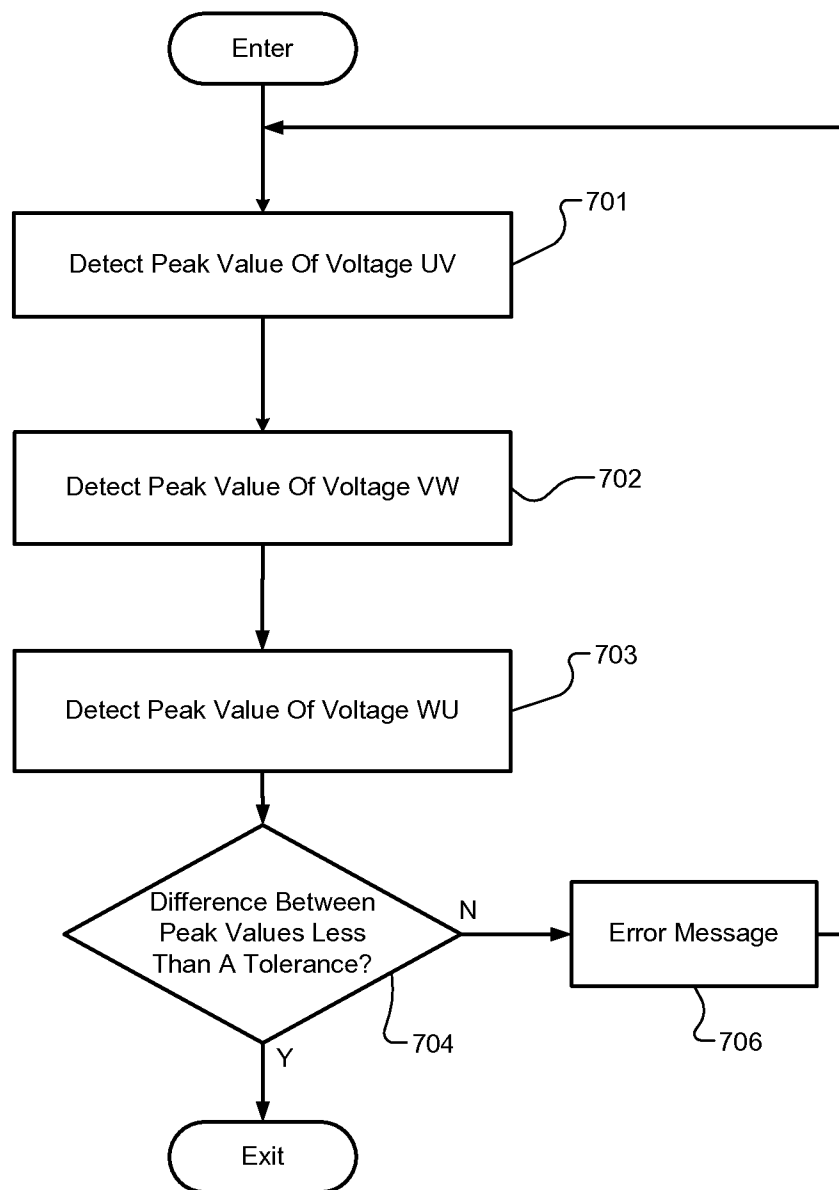 Enter
701
Detect Peak Value Of Voltage UV
702
Detect Peak Value Of Voltage VW
703
Detect Peak Value Of Voltage WU
Difference Between
Peak Values Less
Than A Tolerance?
N
Error Message
704
706
Y
Exit